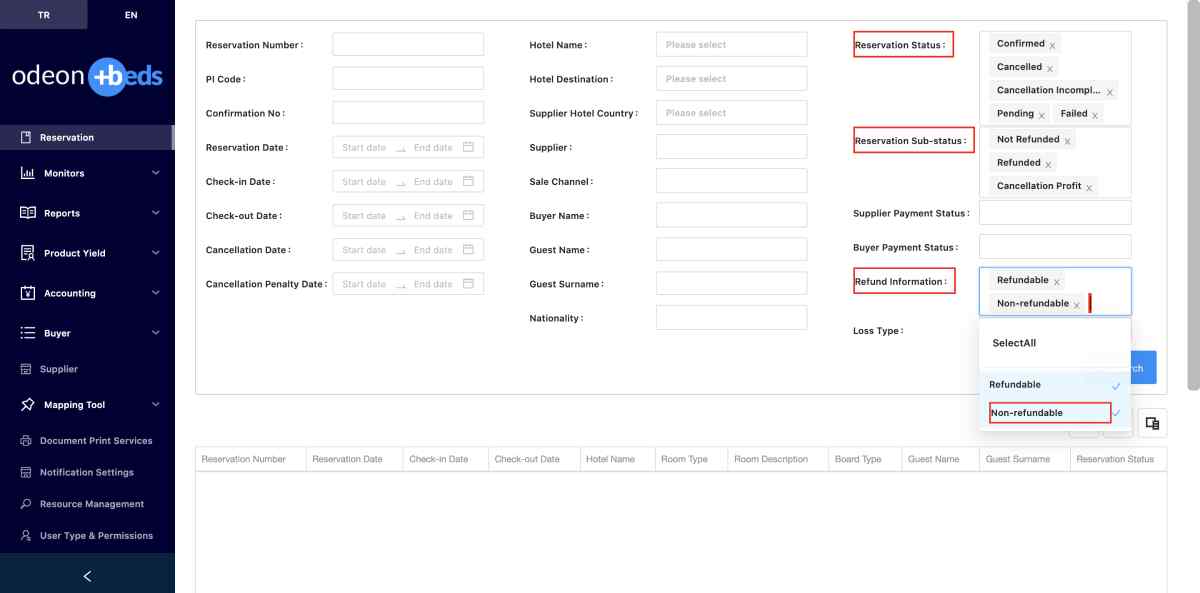 TR
EN
odeon +beds
Reservation
Monitors
Reports
Product Yield
Accounting
Buyer
Supplier
Mapping Tool
Document Print Services
Notification Settings
Resource Management
User Type & Permissions
Reservation Number :
PI Code :
Confirmation No :
Reservation Date : Start date End date
Check-in Date : Start date End date
Check-out Date : Start date End date
Cancellation Date : Start date End date
Cancellation Penalty Date : Start date End date
Hotel Name : Please select
Hotel Destination : Please select
Supplier Hotel Country : Please select
Supplier :
Sale Channel :
Buyer Name :
Guest Name :
Guest Surname :
Nationality :
Reservation Status :
Confirmed x
Cancelled x
Cancellation Incompl... x
Pending x Failed x
Reservation Sub-status :
Not Refunded x
Refunded x
Cancellation Profit x
Supplier Payment Status :
Buyer Payment Status :
Refund Information :
Refundable x
Non-refundable x
Loss Type :
SelectAll
Refundable
Non-refundable
rch
Reservation Number Reservation Date Check-in Date Check-out Date Hotel Name Room Type Room Description Board Type Guest Name Guest Surname Reservation Status